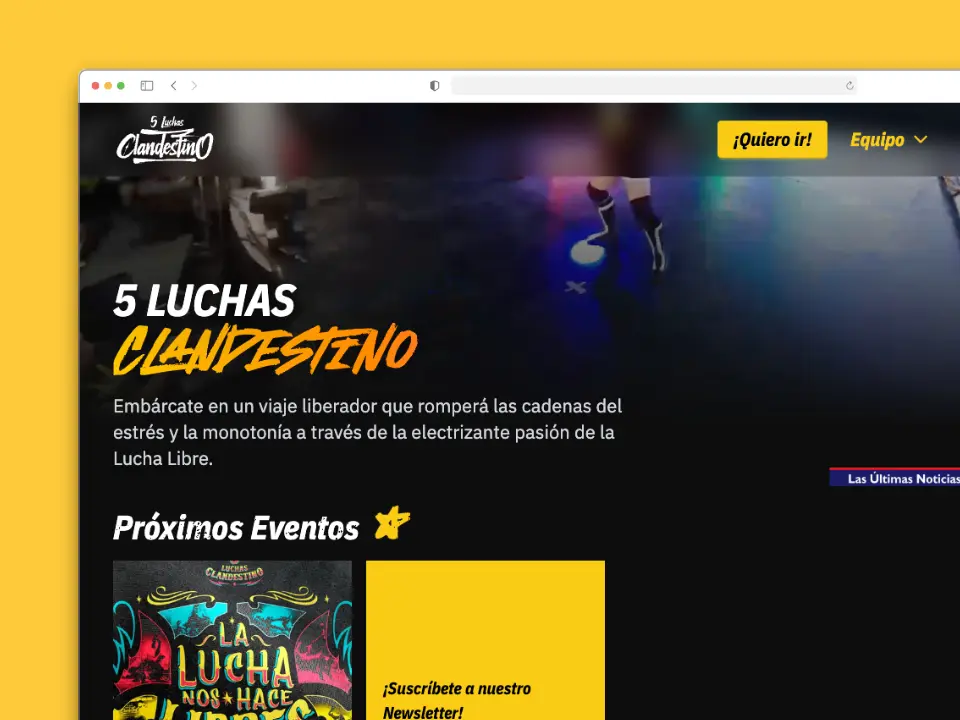 5 Luchas
Clandestino
¡Quiero ir!
Equipo
5 LUCHAS
CLANDESTINO
Embárcate en un viaje liberador que romperá las cadenas del
estrés y la monotonía a través de la electrizante pasión de la
Lucha Libre.
Las Últimas Noticias
Próximos Eventos
LUCHAS
CLANDESTINO
LA
LUCHA
NOS HACE
LIBRES
¡Suscríbete a nuestro
Newsletter!